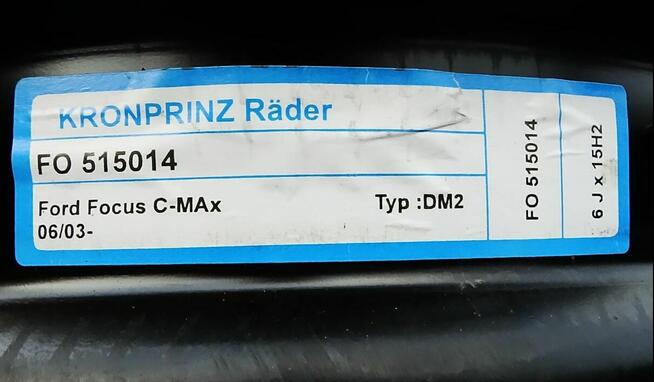 KRONPRINZ Räder
FO 515014
Ford Focus C-MAx Typ :DM2
06/03-
FO 515014
6 J x 15H2